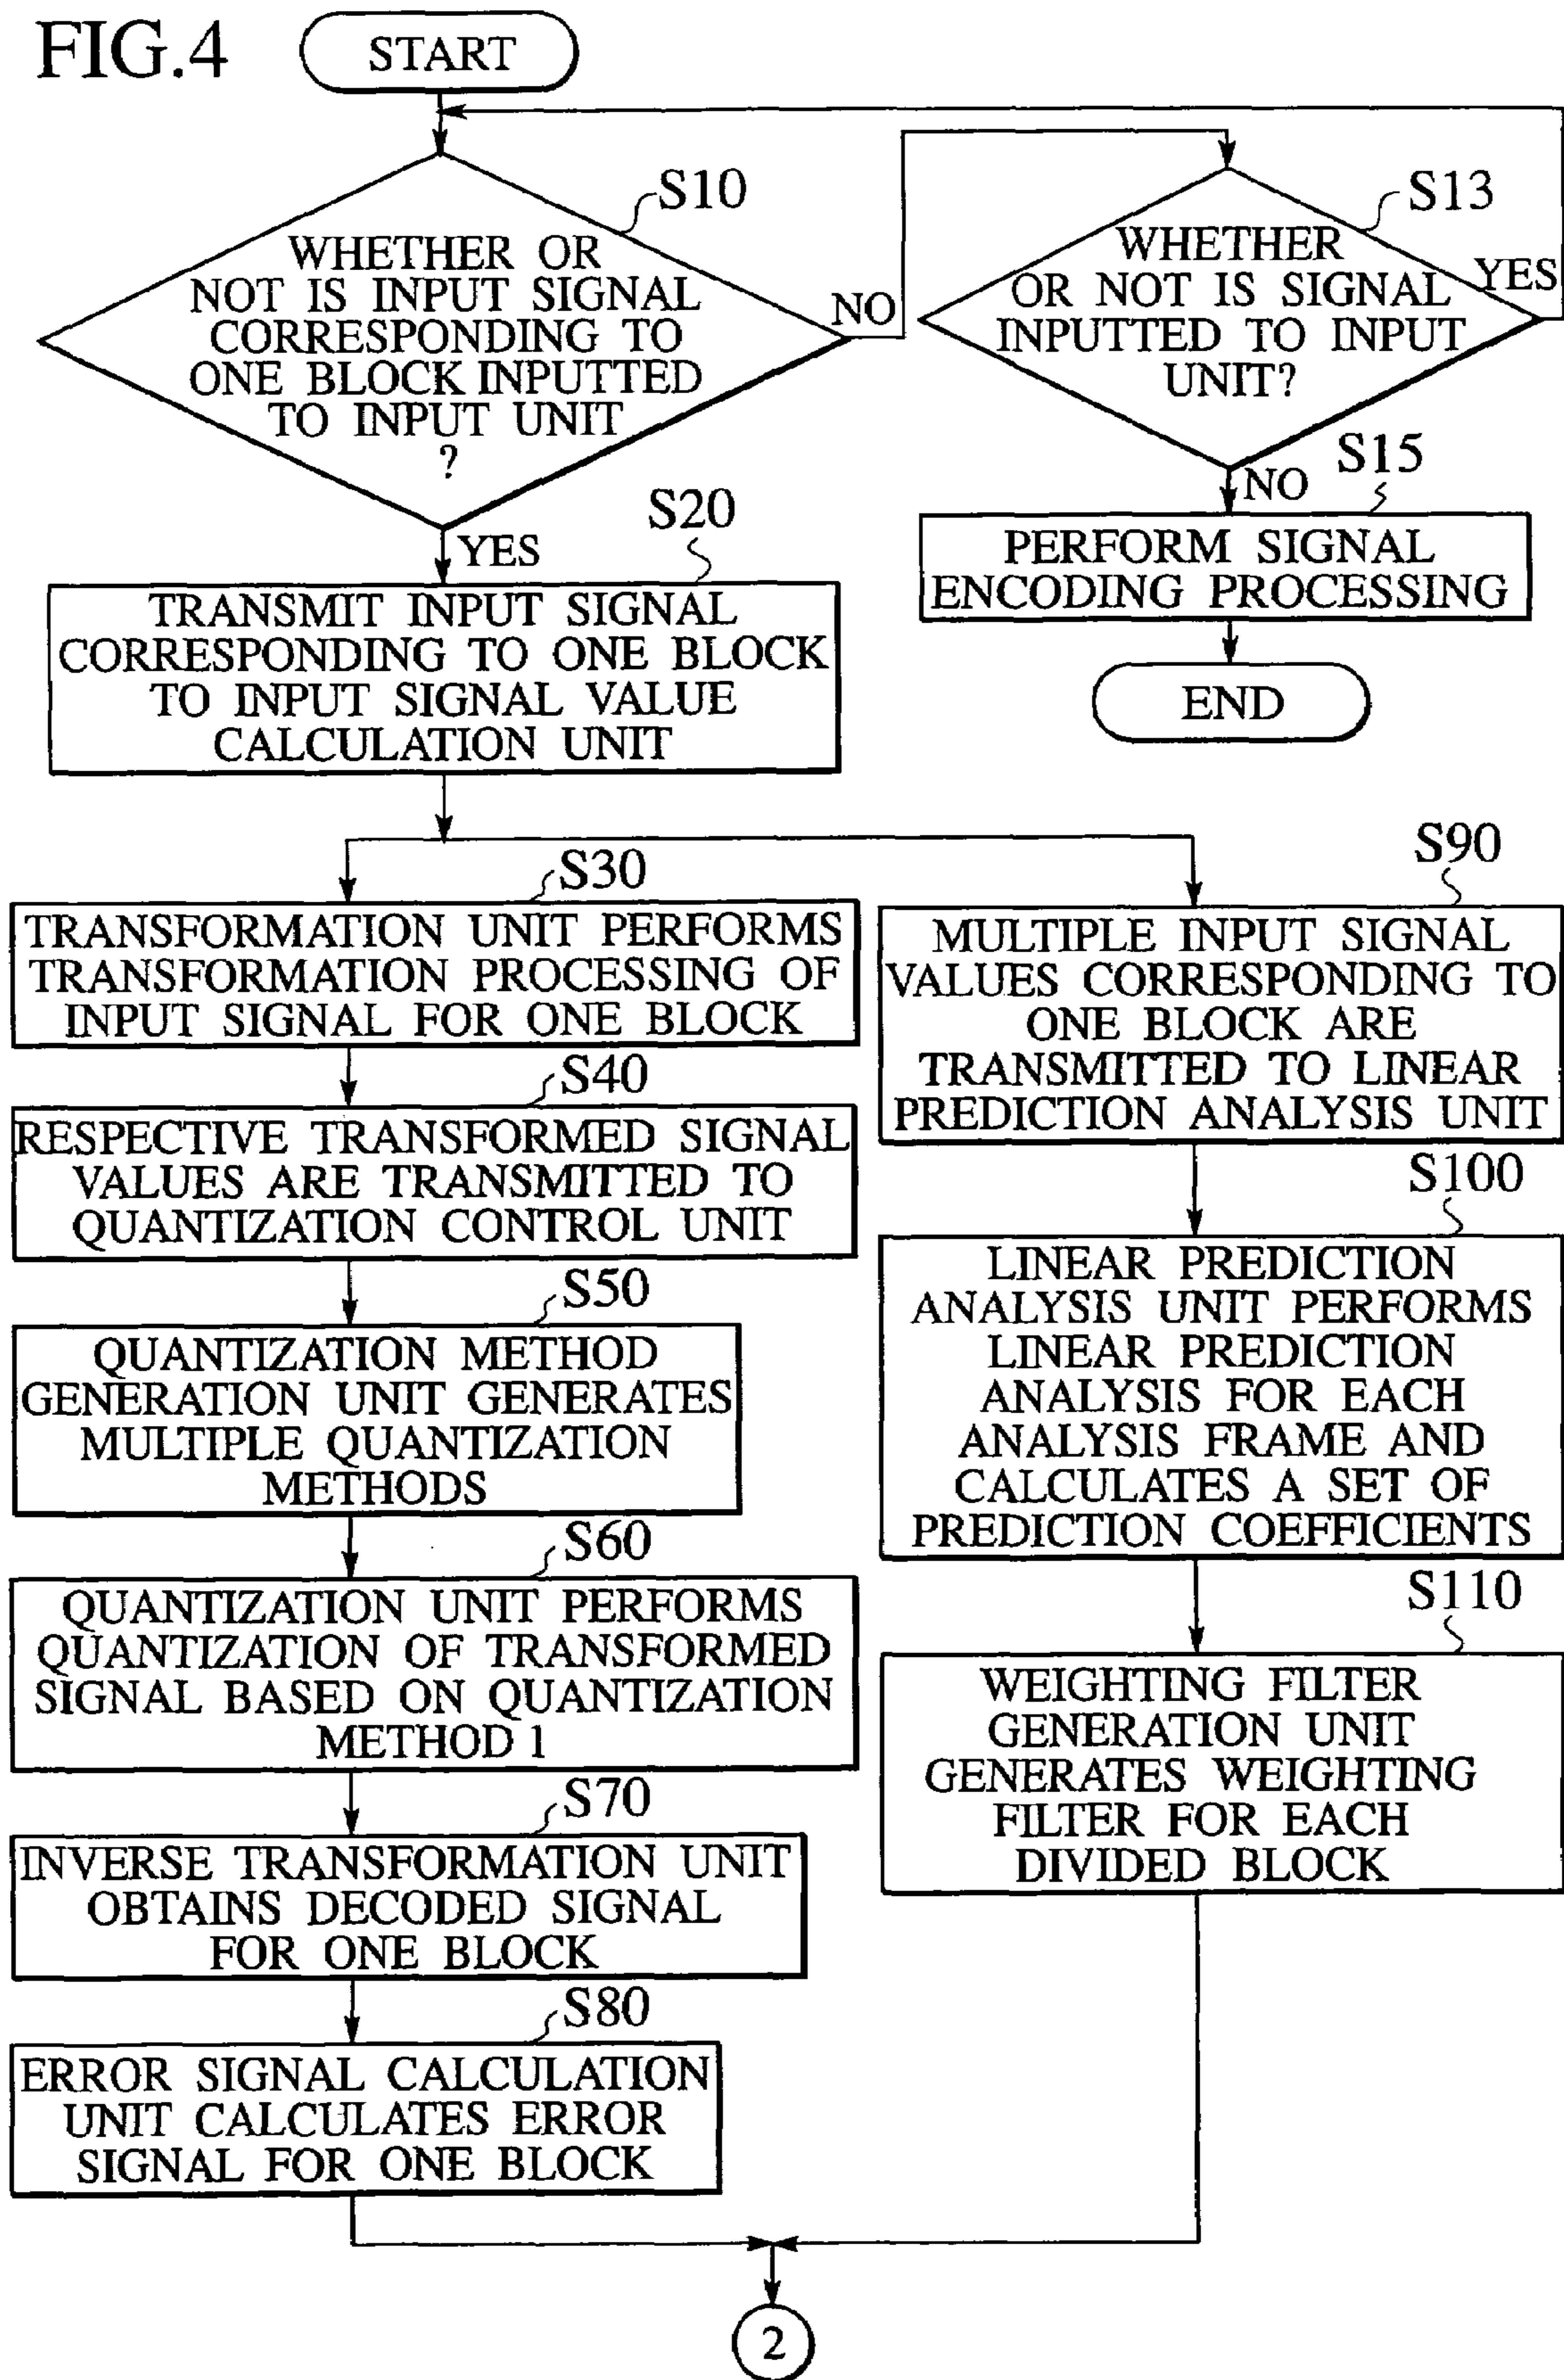 FIG.4
START
S10
WHETHER OR
NOT IS INPUT SIGNAL
CORRESPONDING TO
ONE BLOCK INPUTTED
TO INPUT UNIT
?
NO
YES
S13
WHETHER
OR NOT IS SIGNAL
INPUTTED TO INPUT
UNIT?
YES
NO
S15
PERFORM SIGNAL
ENCODING PROCESSING
END
S20
TRANSMIT INPUT SIGNAL
CORRESPONDING TO ONE BLOCK
TO INPUT SIGNAL VALUE
CALCULATION UNIT
S30
TRANSFORMATION UNIT PERFORMS
TRANSFORMATION PROCESSING OF
INPUT SIGNAL FOR ONE BLOCK
S40
RESPECTIVE TRANSFORMED SIGNAL
VALUES ARE TRANSMITTED TO
QUANTIZATION CONTROL UNIT
S50
QUANTIZATION METHOD
GENERATION UNIT GENERATES
MULTIPLE QUANTIZATION
METHODS
S60
QUANTIZATION UNIT PERFORMS
QUANTIZATION OF TRANSFORMED
SIGNAL BASED ON QUANTIZATION
METHOD 1
S70
INVERSE TRANSFORMATION UNIT
OBTAINS DECODED SIGNAL
FOR ONE BLOCK
S80
ERROR SIGNAL CALCULATION
UNIT CALCULATES ERROR
SIGNAL FOR ONE BLOCK
S90
MULTIPLE INPUT SIGNAL
VALUES CORRESPONDING TO
ONE BLOCK ARE
TRANSMITTED TO LINEAR
PREDICTION ANALYSIS UNIT
S100
LINEAR PREDICTION
ANALYSIS UNIT PERFORMS
LINEAR PREDICTION
ANALYSIS FOR EACH
ANALYSIS FRAME AND
CALCULATES A SET OF
PREDICTION COEFFICIENTS
S110
WEIGHTING FILTER
GENERATION UNIT
GENERATES WEIGHTING
FILTER FOR EACH
DIVIDED BLOCK
2